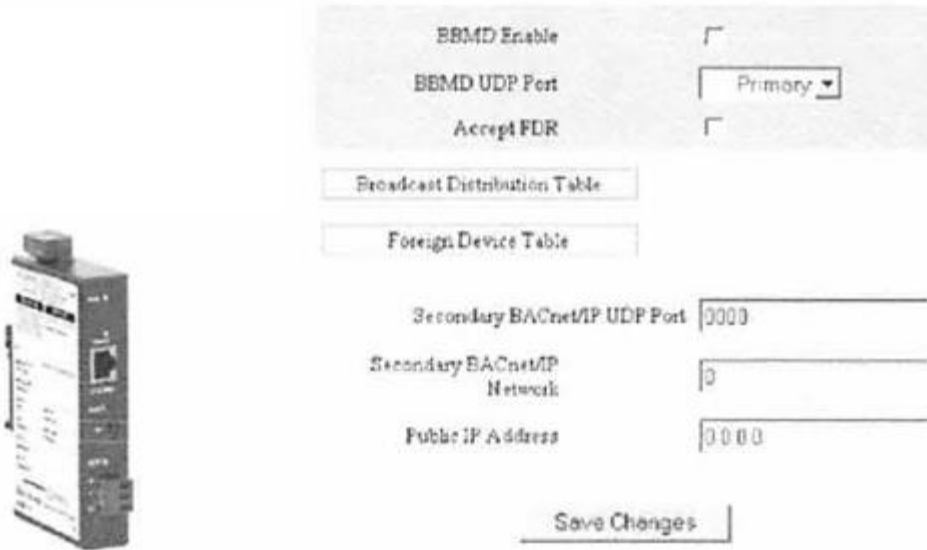 BBMD Enable
BBMD UDP Port Primary
Accept FDR
Broadcast Distribution Table
Foreign Device Table
Secondary BACnet/IP UDP Port 0000
Secondary BACnet/IP
Network 0
Public IP Address 0.0.0.0
Save Changes